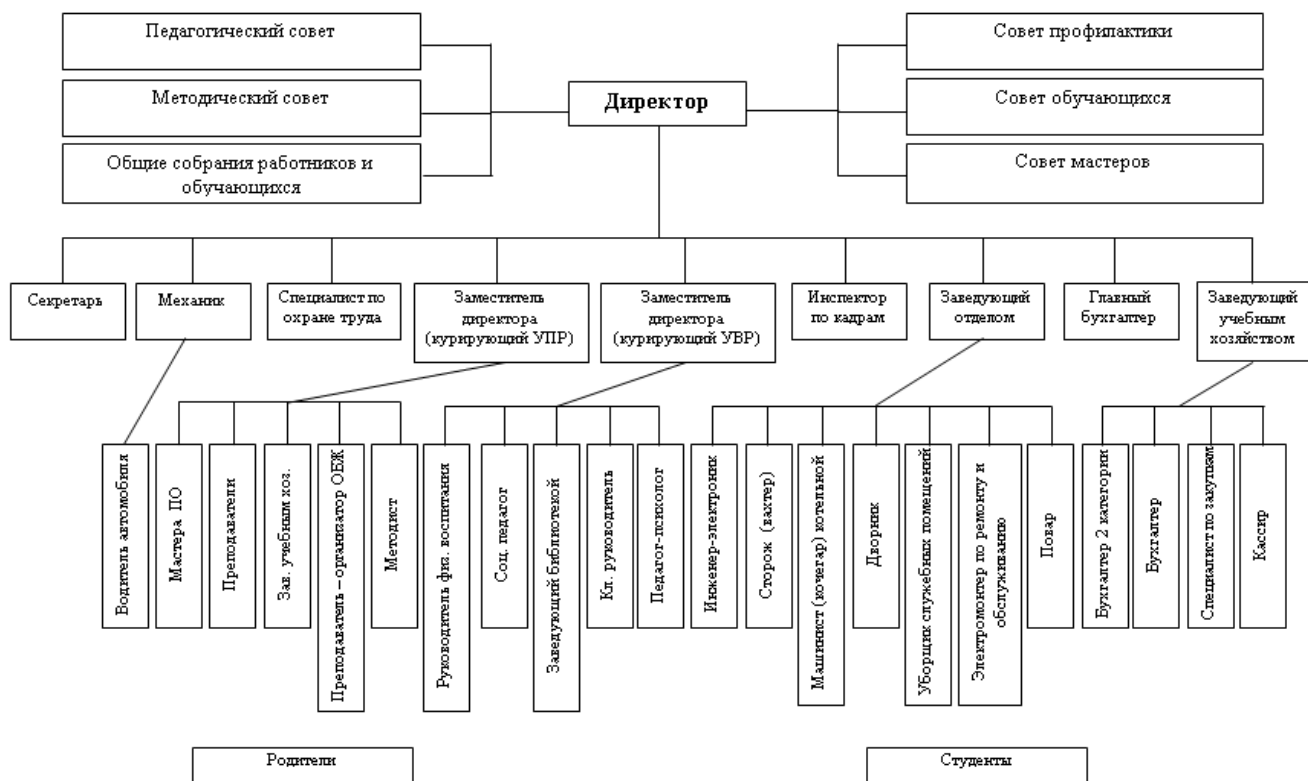 Педагогический совет
Совет профилактики
Директор
Методический совет
Совет обучающихся
Общие собрания работников и
обучающихся
Совет мастеров
Секретарь
Механик
Специалист по
охране труда
Заместитель
директора
(курирующий УПР)
Заместитель
директора
(курирующий УВР)
Инспектор
по кадрам
Заведующий
отделом
Главный
бухгалтер
Заведующий
учебным
хозяйством
Водитель автомобиля
Мастера ПО
Преподаватели
Зав. учебным хоз.
Преподаватель – организатор ОБЖ
Методист
Руководитель физ. воспитания
Соц. педагог
Заведующий библиотекой
Кл. руководитель
Педагог-психолог
Инженер-электроник
Сторож (вахтер)
Машинист (кочегар) котельной
Дворник
Уборщик служебных помещений
Электромонтер по ремонту и
обслуживанию
Повар
Бухгалтер 2 категории
Бухгалтер
Специалист по закупкам
Кассир
Родители
Студенты